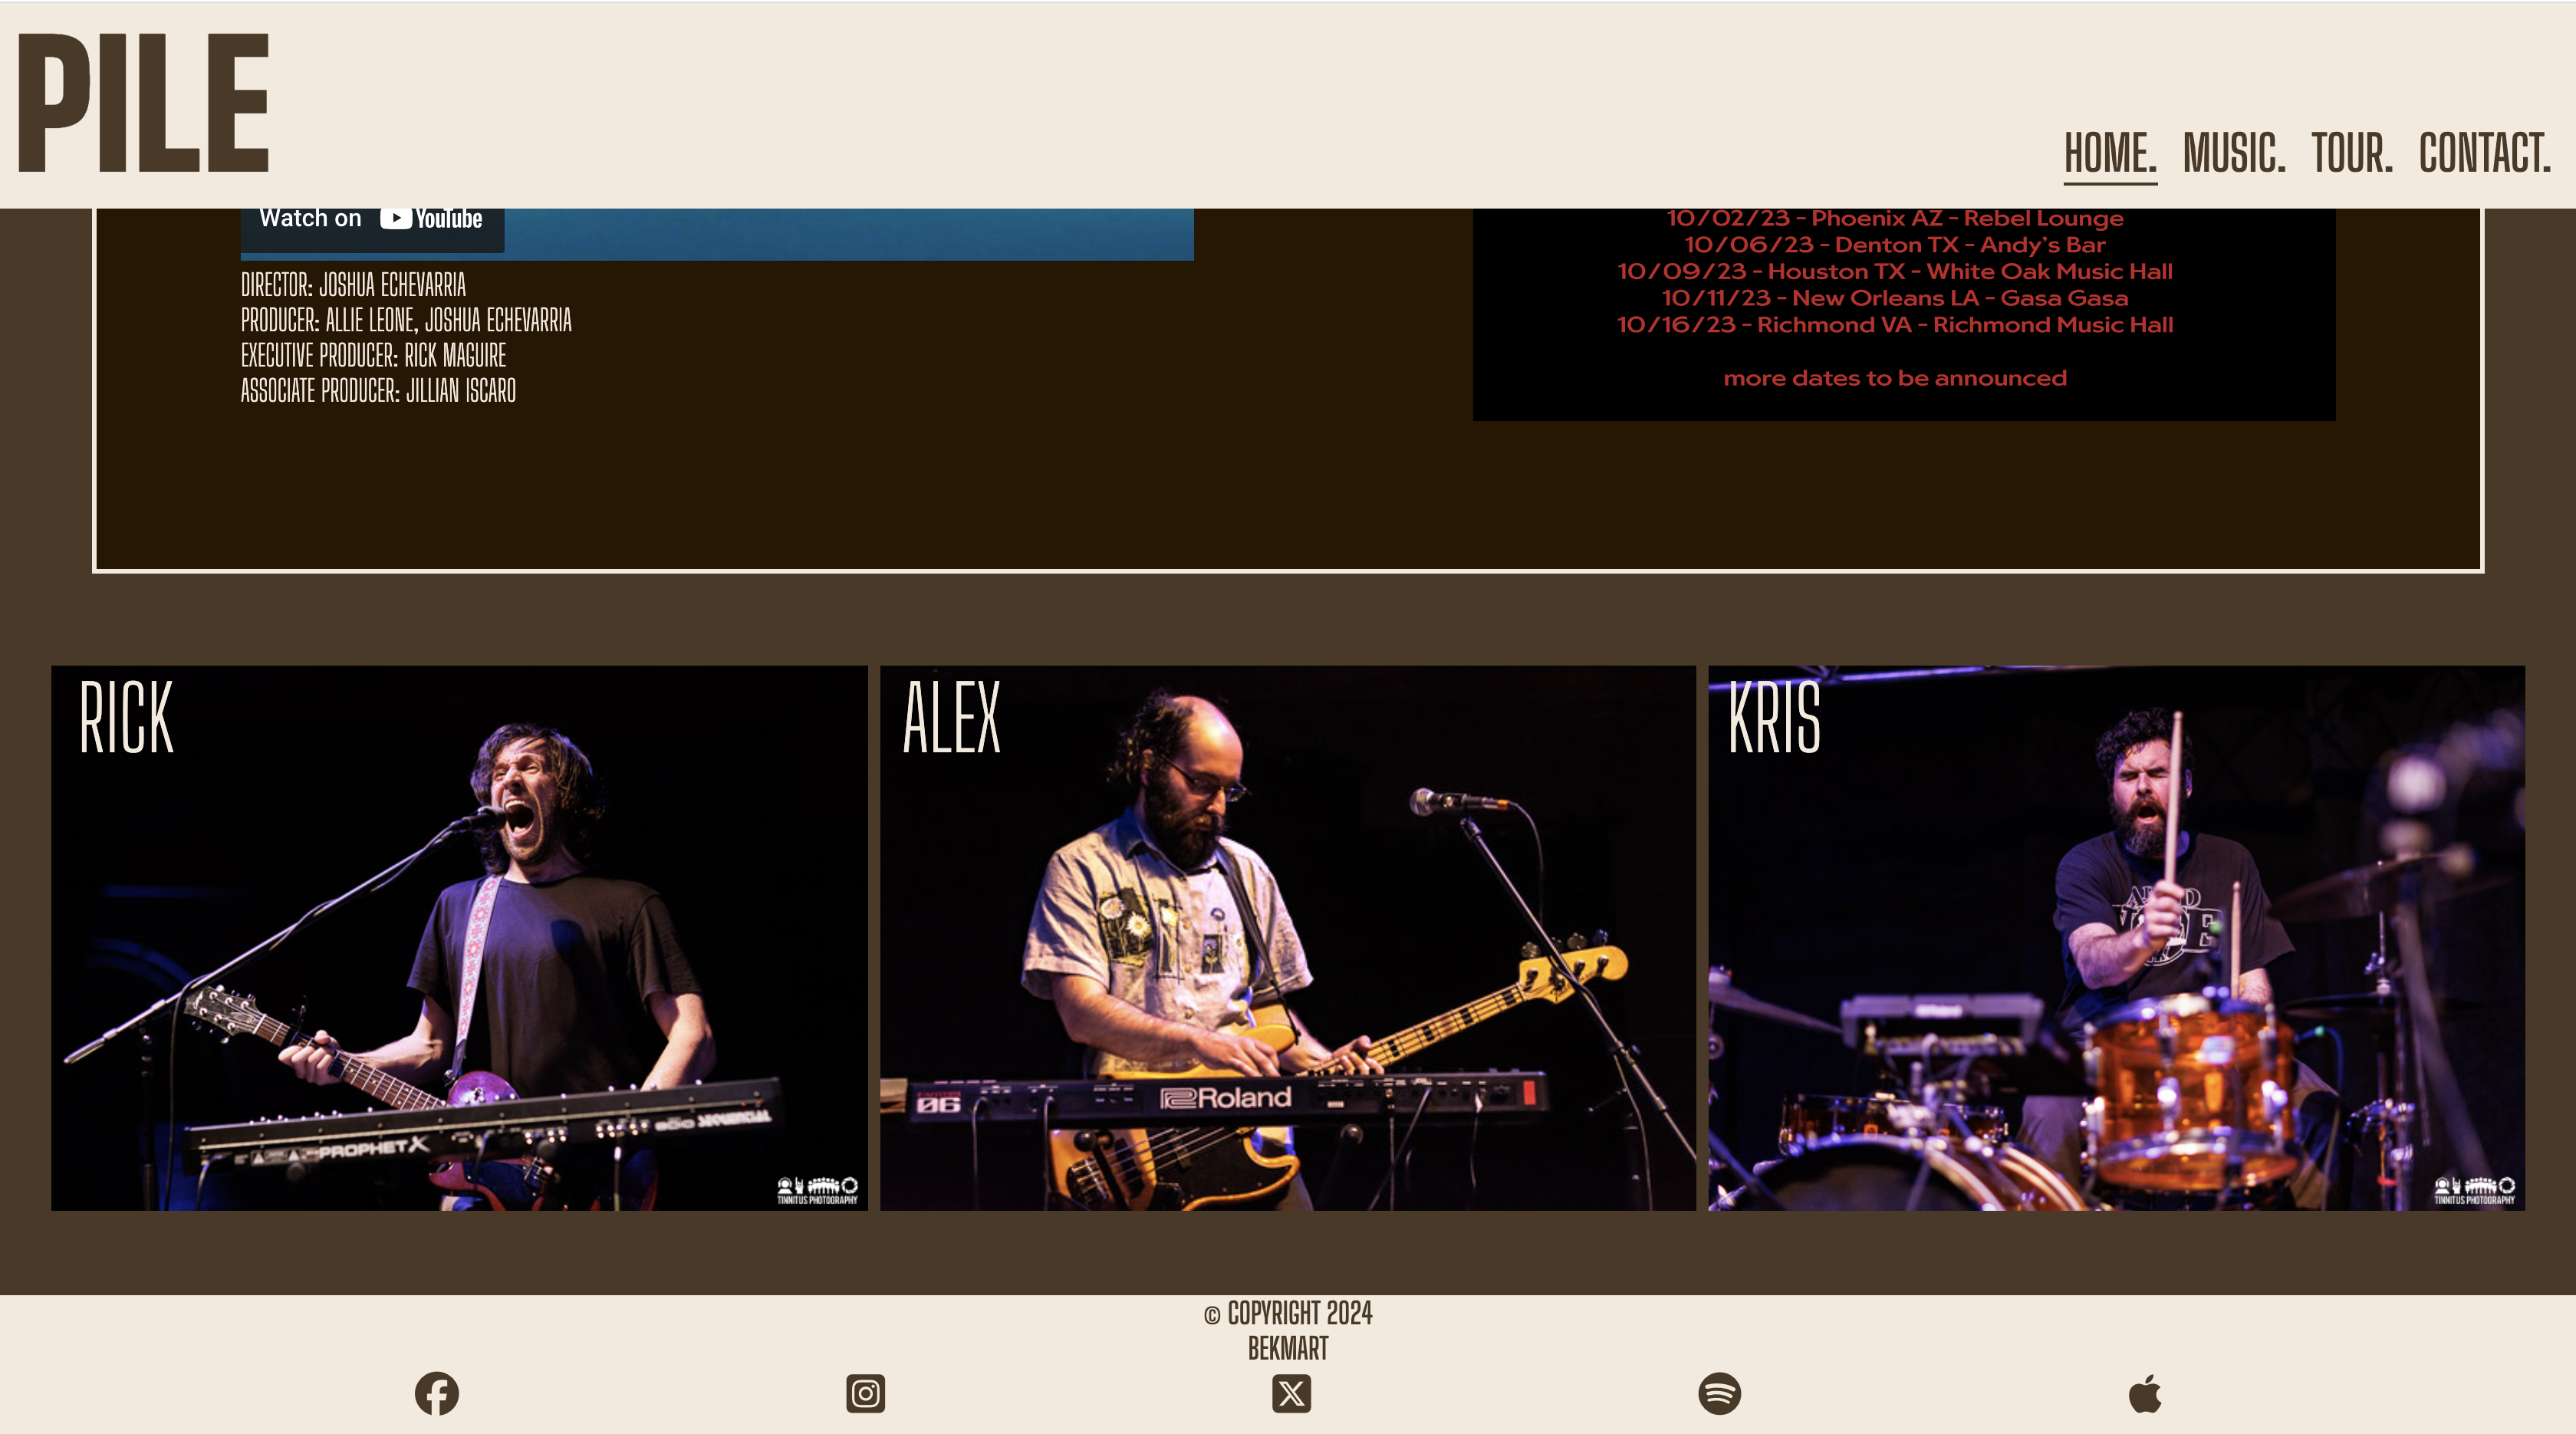 PILE
HOME. MUSIC. TOUR. CONTACT.
Watch on YouTube
DIRECTOR: JOSHUA ECHEVARRIA
PRODUCER: ALLIE LEONE, JOSHUA ECHEVARRIA
EXECUTIVE PRODUCER: RICK MAGUIRE
ASSOCIATE PRODUCER: JILLIAN ISCARO
10/02/23 - Phoenix AZ - Rebel Lounge
10/06/23 - Denton TX - Andy's Bar
10/09/23 - Houston TX - White Oak Music Hall
10/11/23 - New Orleans LA - Gasa Gasa
10/16/23 - Richmond VA - Richmond Music Hall
more dates to be announced
RICK
PROPHET X
SEQUENTIAL
TINNITUS PHOTOGRAPHY
ALEX
06
Roland
KRIS
TINNITUS PHOTOGRAPHY
© COPYRIGHT 2024
BEKMART